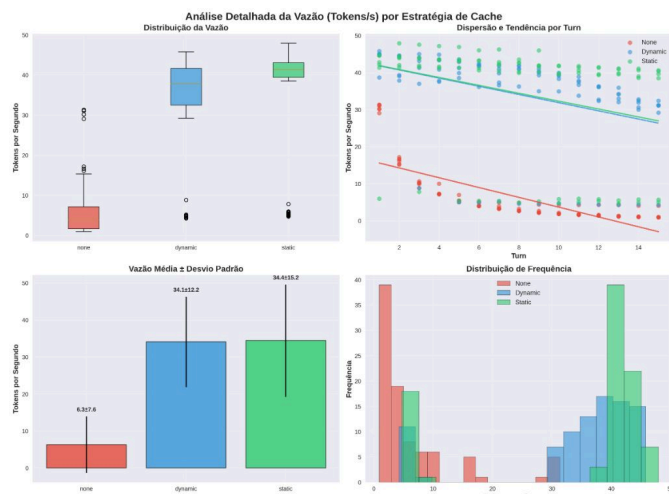 Análise Detalhada da Vazão (Tokens/s) por Estratégia de Cache
Distribuição da Vazão
50
40
30
20
10
0
Tokens por Segundo
none
dynamic
static
Dispersão e Tendência por Turn
50
40
30
20
10
0
Tokens por Segundo
None
Dynamic
Static
2
4
6
8
10
12
14
Turn
Vazão Média ± Desvio Padrão
50
40
30
20
10
0
Tokens por Segundo
6.3±7.6
34.1±12.2
34.4±15.2
none
dynamic
static
Distribuição de Frequência
40
35
30
25
20
15
10
5
0
Frequência
None
Dynamic
Static
0
10
20
30
40